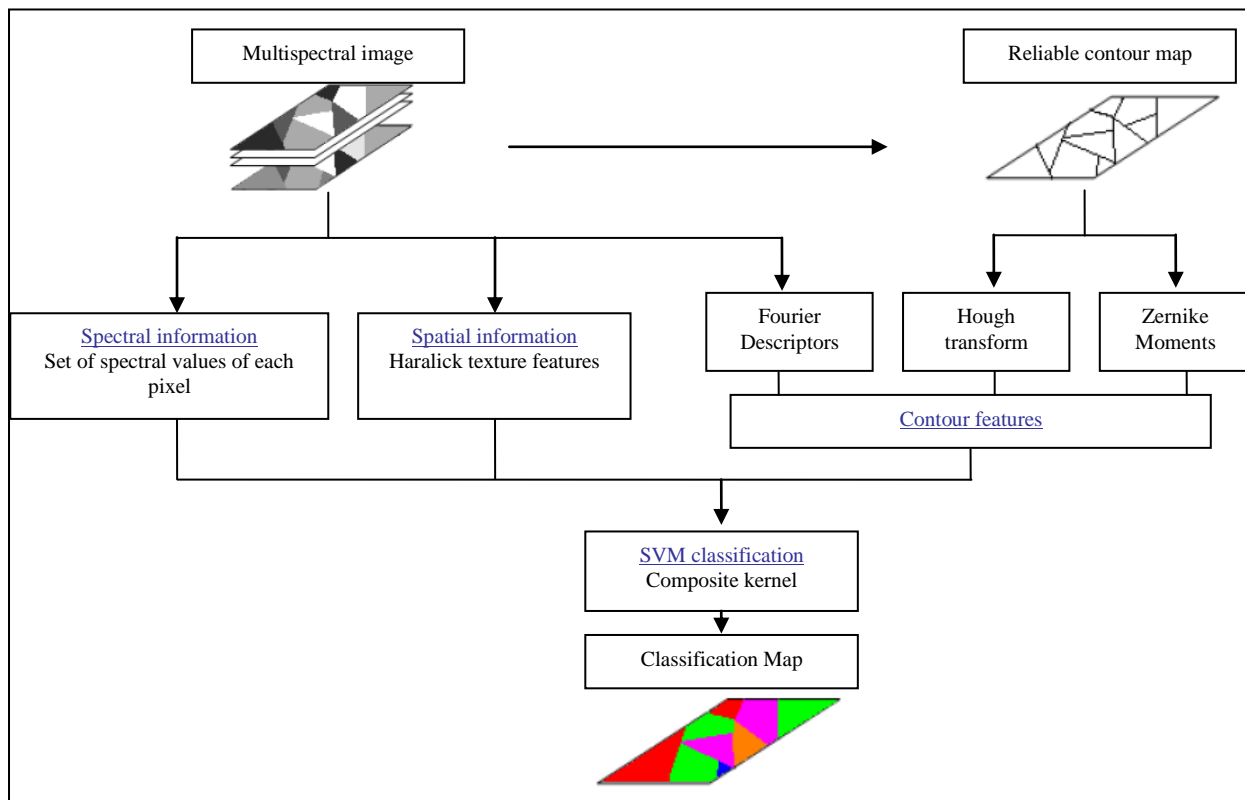 Multispectral image
Reliable contour map
Spectral information
Set of spectral values of each
pixel
Spatial information
Haralick texture features
Fourier
Descriptors
Hough
transform
Zernike
Moments
Contour features
SVM classification
Composite kernel
Classification Map